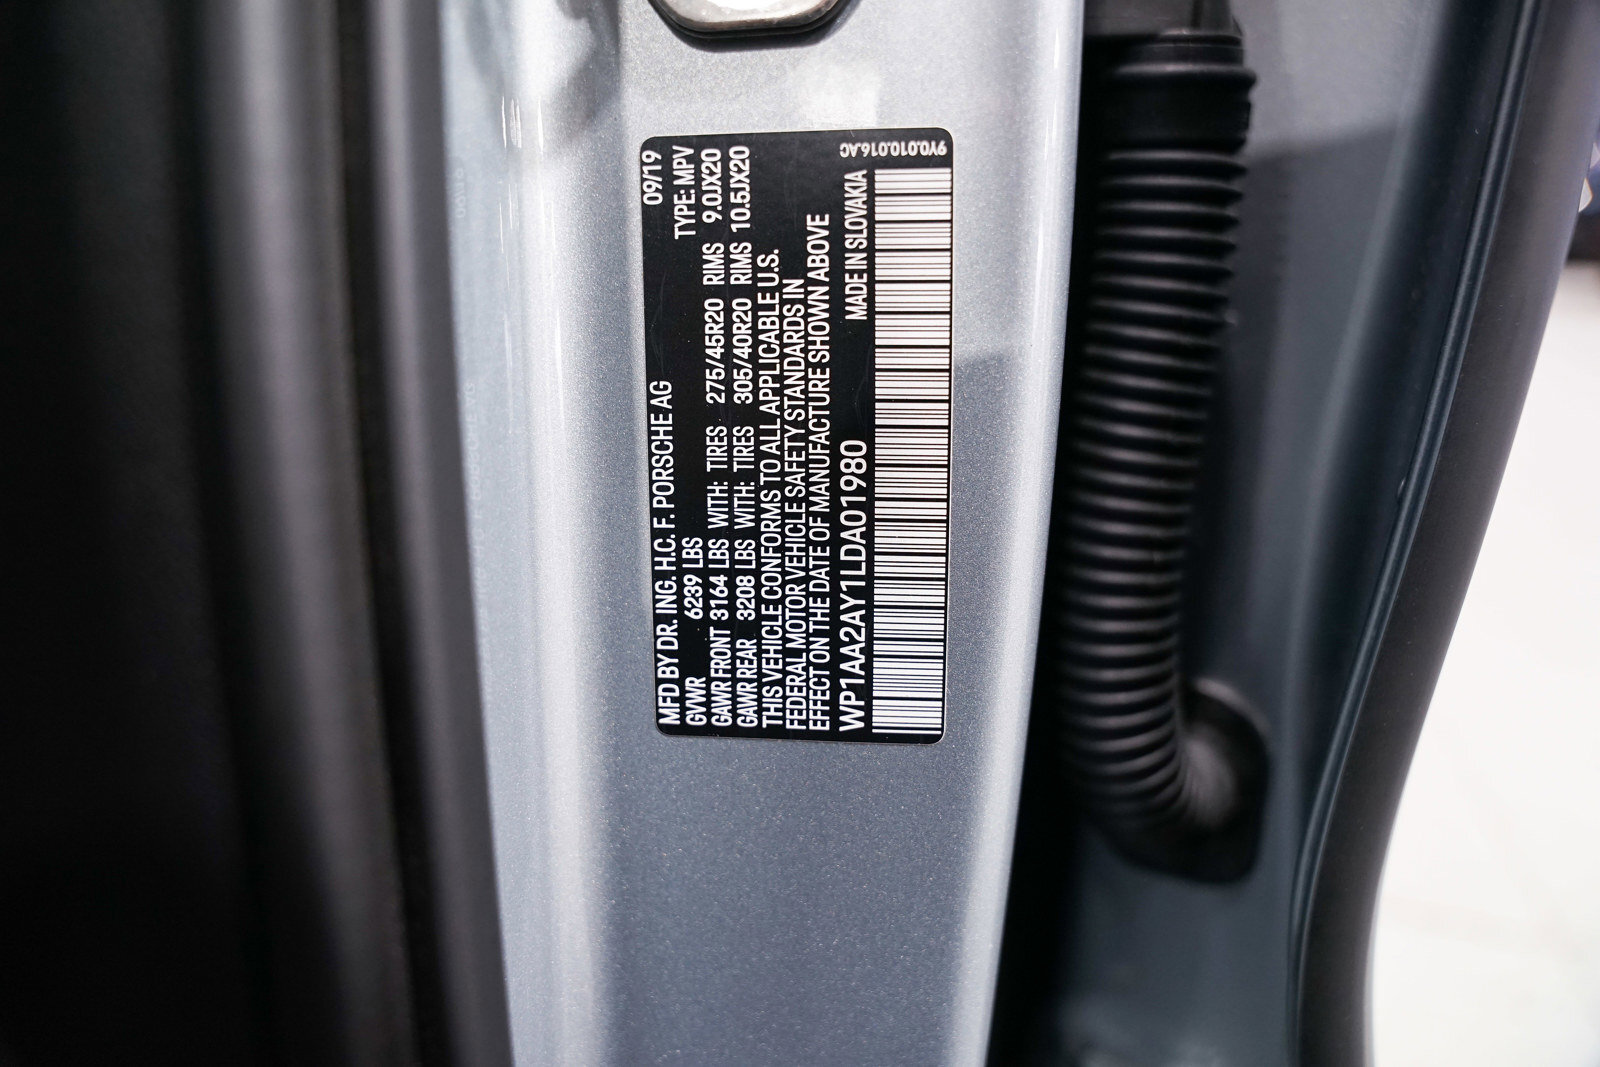 MFD BY DR. ING. H.C. F. PORSCHE AG 09/19
GVWR 6239 LBS TYPE: MPV
GAWR FRONT 3164 LBS WITH: TIRES 275/45R20 RIMS 9.0JX20
GAWR REAR 3208 LBS WITH: TIRES 305/40R20 RIMS 10.5JX20
THIS VEHICLE CONFORMS TO ALL APPLICABLE U.S.
FEDERAL MOTOR VEHICLE SAFETY STANDARDS IN
EFFECT ON THE DATE OF MANUFACTURE SHOWN ABOVE
WP1AA2AY1LDA01980 MADE IN SLOVAKIA
9Y0.010.016.AC